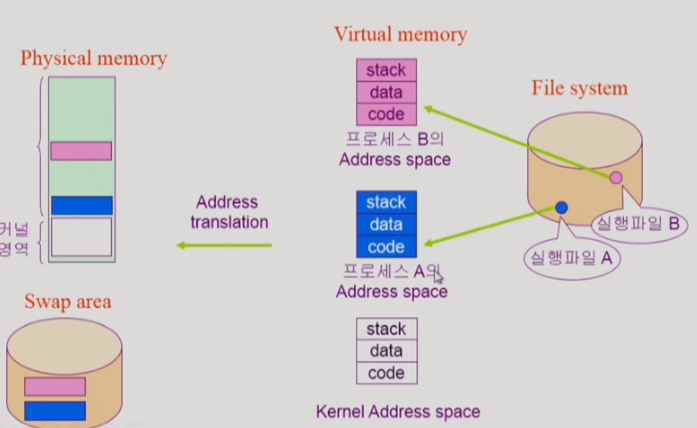 Virtual memory
Physical memory
File system
stack
data
code
프로세스 B의
Address space
Address
translation
stack
data
code
프로세스 A의
Address space
실행파일 B
실행파일 A
커널
영역
Swap area
stack
data
code
Kernel Address space